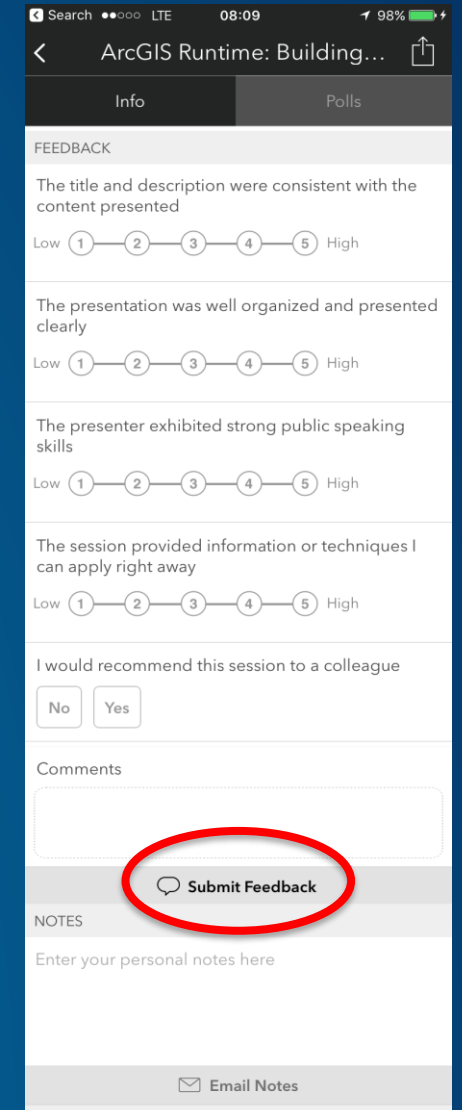 Search LTE 08:09 98%
ArcGIS Runtime: Building...
Info Polls
FEEDBACK
The title and description were consistent with the
content presented
Low 1 2 3 4 5 High
The presentation was well organized and presented
clearly
Low 1 2 3 4 5 High
The presenter exhibited strong public speaking
skills
Low 1 2 3 4 5 High
The session provided information or techniques I
can apply right away
Low 1 2 3 4 5 High
I would recommend this session to a colleague
No Yes
Comments
Submit Feedback
NOTES
Enter your personal notes here
Email Notes